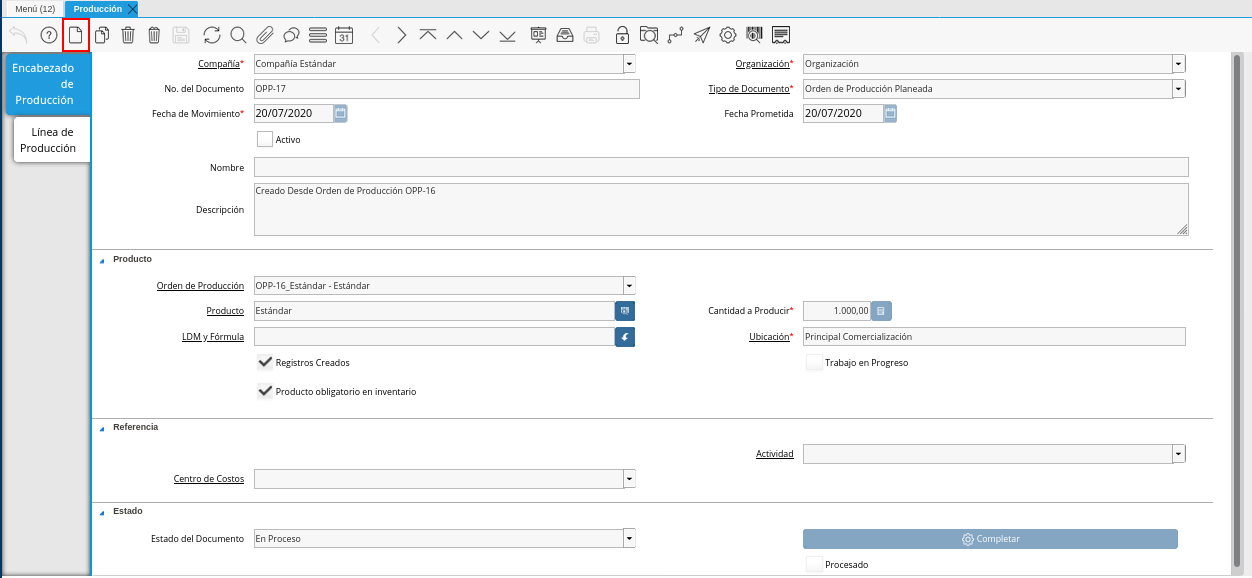 Menú (12) Producción
31
Encabezado de Producción
Línea de Producción
Compañía* Compañía Estándar Organización* Organización
No. del Documento OPP-17 Tipo de Documento* Orden de Producción Planeada
Fecha de Movimiento* 20/07/2020 Fecha Prometida 20/07/2020
Activo
Nombre
Descripción Creado Desde Orden de Producción OPP-16
Producto
Orden de Producción OPP-16_Estándar - Estándar
Producto Estándar Cantidad a Producir* 1.000,00
LDM y Fórmula Ubicación* Principal Comercialización
Registros Creados Trabajo en Progreso
Producto obligatorio en inventario
Referencia
Actividad
Centro de Costos
Estado
Estado del Documento En Proceso Completar
Procesado